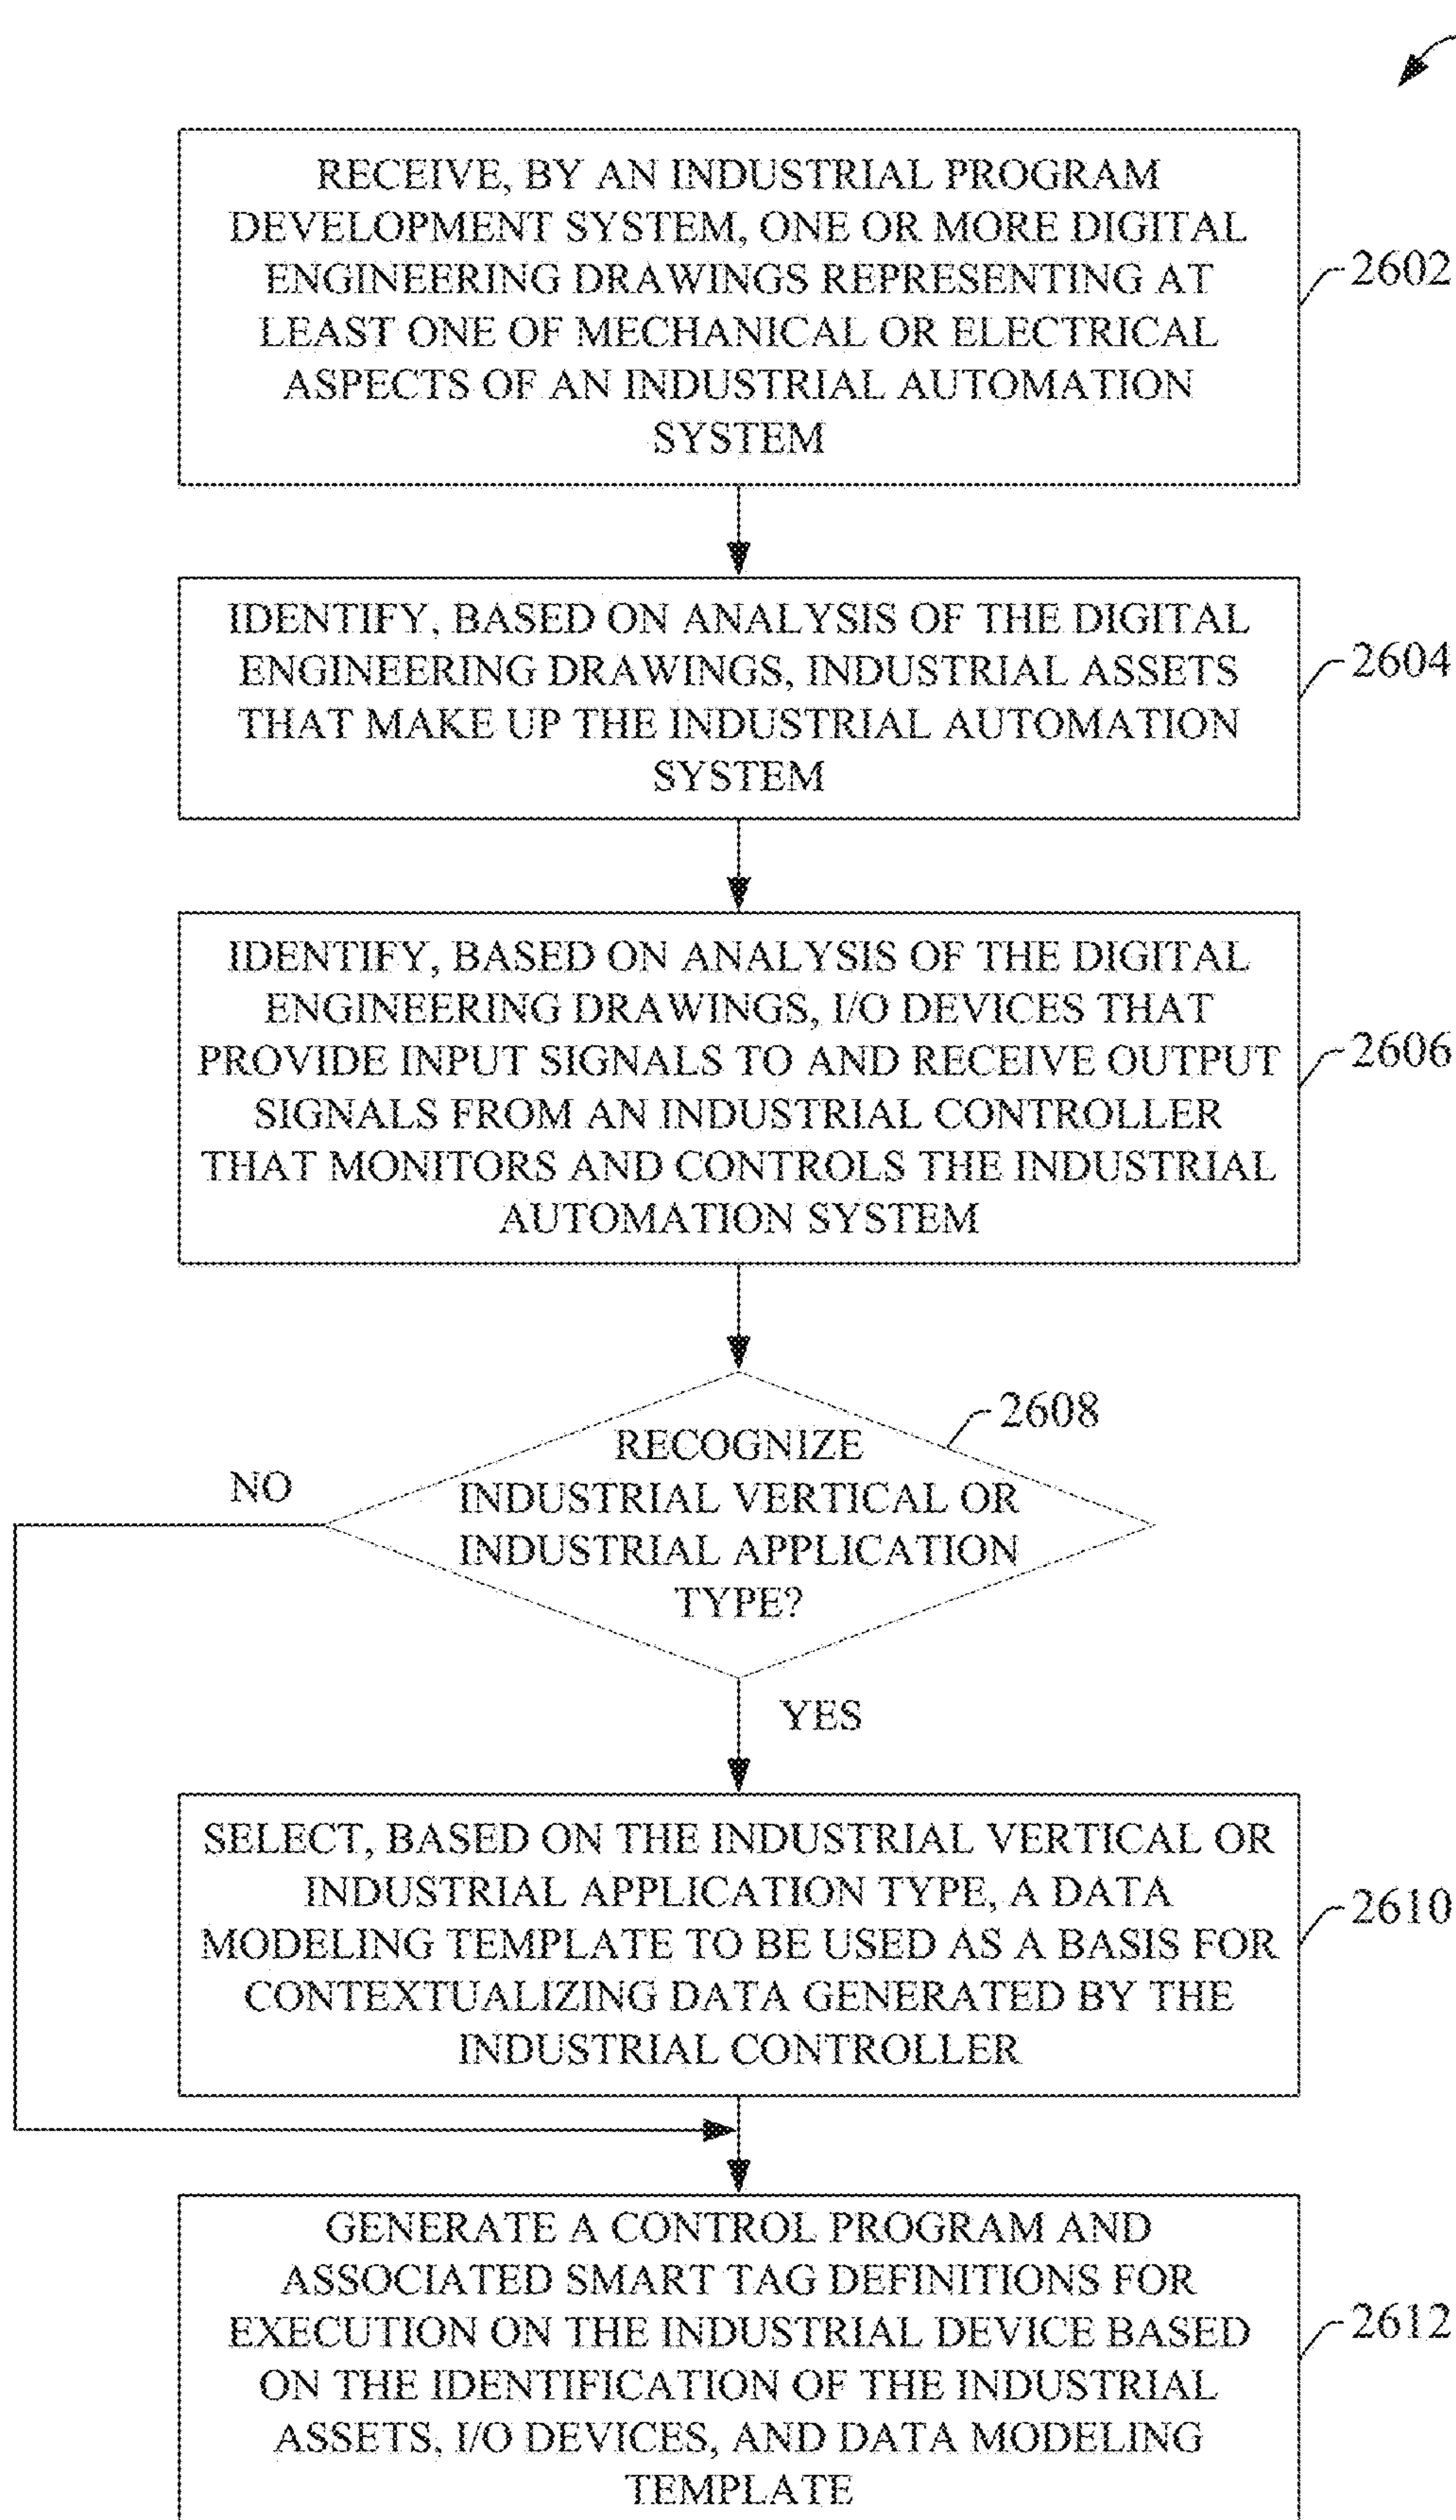 RECEIVE, BY AN INDUSTRIAL PROGRAM
DEVELOPMENT SYSTEM, ONE OR MORE DIGITAL
ENGINEERING DRAWINGS REPRESENTING AT
LEAST ONE OF MECHANICAL OR ELECTRICAL
ASPECTS OF AN INDUSTRIAL AUTOMATION
SYSTEM
2602
IDENTIFY, BASED ON ANALYSIS OF THE DIGITAL
ENGINEERING DRAWINGS, INDUSTRIAL ASSETS
THAT MAKE UP THE INDUSTRIAL AUTOMATION
SYSTEM
2604
IDENTIFY, BASED ON ANALYSIS OF THE DIGITAL
ENGINEERING DRAWINGS, I/O DEVICES THAT
PROVIDE INPUT SIGNALS TO AND RECEIVE OUTPUT
SIGNALS FROM AN INDUSTRIAL CONTROLLER
THAT MONITORS AND CONTROLS THE INDUSTRIAL
AUTOMATION SYSTEM
2606
2608
RECOGNIZE
INDUSTRIAL VERTICAL OR
INDUSTRIAL APPLICATION
TYPE?
NO
YES
SELECT, BASED ON THE INDUSTRIAL VERTICAL OR
INDUSTRIAL APPLICATION TYPE, A DATA
MODELING TEMPLATE TO BE USED AS A BASIS FOR
CONTEXTUALIZING DATA GENERATED BY THE
INDUSTRIAL CONTROLLER
2610
GENERATE A CONTROL PROGRAM AND
ASSOCIATED SMART TAG DEFINITIONS FOR
EXECUTION ON THE INDUSTRIAL DEVICE BASED
ON THE IDENTIFICATION OF THE INDUSTRIAL
ASSETS, I/O DEVICES, AND DATA MODELING
TEMPLATE
2612